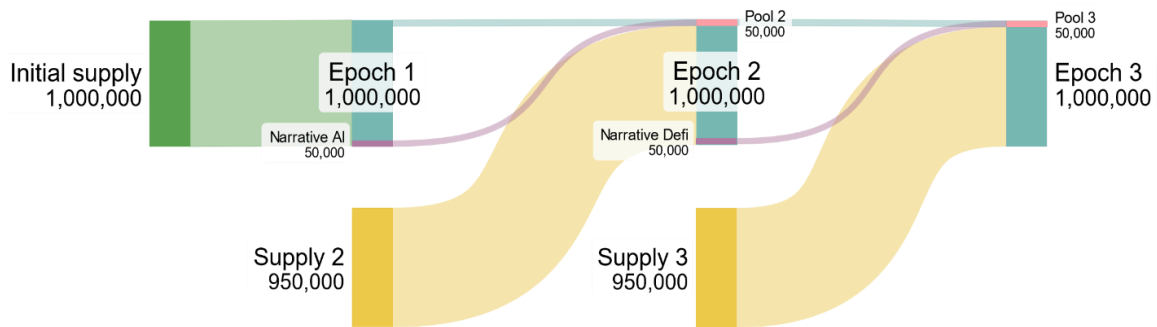 Initial supply
1,000,000
Epoch 1
1,000,000
Narrative AI
50,000
Supply 2
950,000
Pool 2
50,000
Epoch 2
1,000,000
Narrative Defi
50,000
Supply 3
950,000
Pool 3
50,000
Epoch 3
1,000,000